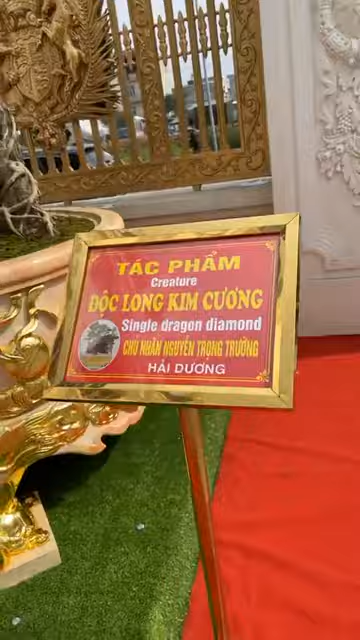 TÁC PHẨM
Creature
ĐỘC LONG KIM CƯƠNG
Single dragon diamond
CHỦ NHÂN NGUYỄN TRỌNG TRƯỜNG
HẢI DƯƠNG